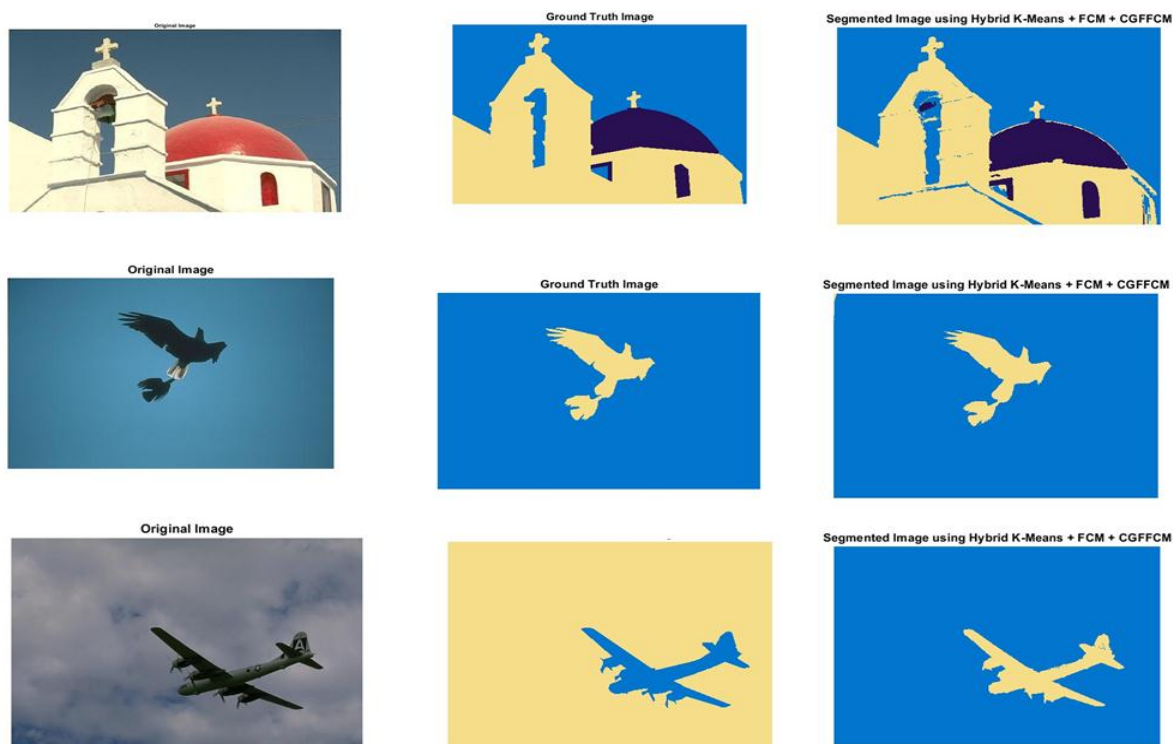 Original Image
Ground Truth Image
Segmented Image using Hybrid K-Means + FCM + CGFFCM
Original Image
Ground Truth Image
Segmented Image using Hybrid K-Means + FCM + CGFFCM
Original Image
Segmented Image using Hybrid K-Means + FCM + CGFFCM
A